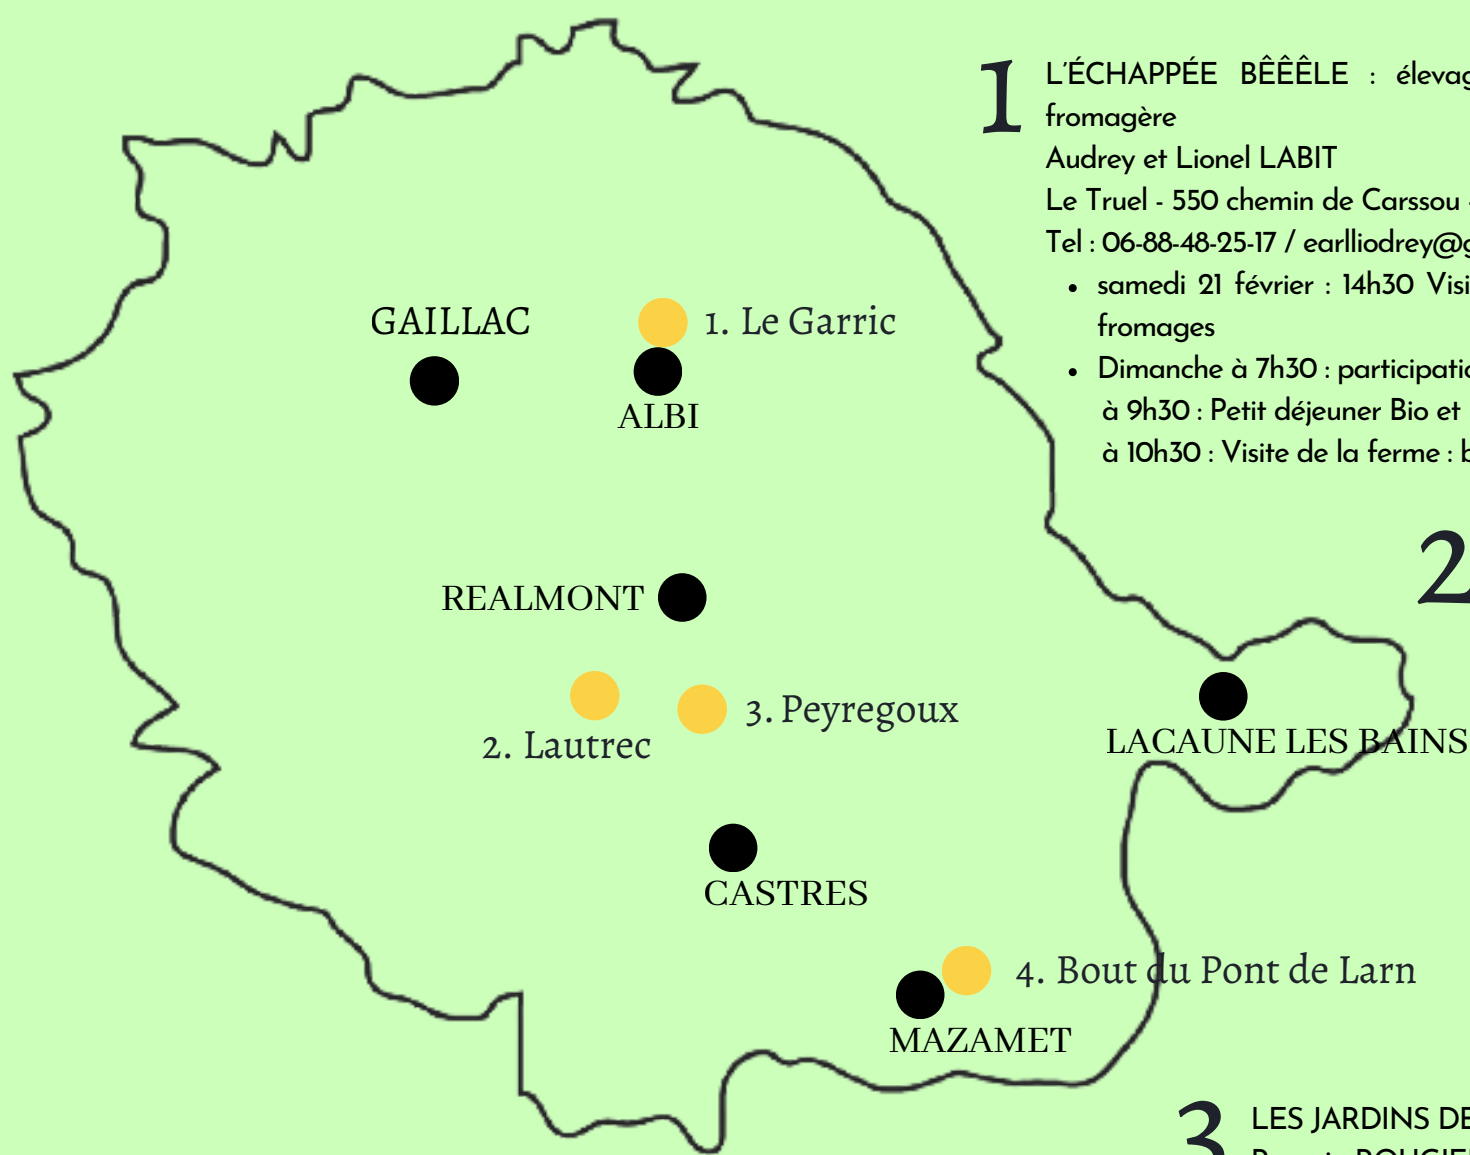 1
L'ÉCHAPPÉE BÊÊÊLE : élevag
fromagère
Audrey et Lionel LABIT
Le Truel - 550 chemin de Carssou
Tel : 06-88-48-25-17 / earlliodrey@g
• samedi 21 février : 14h30 Visi
fromages
• Dimanche à 7h30 : participatio
à 9h30 : Petit déjeuner Bio et
à 10h30 : Visite de la ferme : b
GAILLAC
1. Le Garric
ALBI
2
REALMONT
3. Peyregoux
2. Lautrec
LACAUNE LES BAINS
CASTRES
4. Bout du Pont de Larn
MAZAMET
3
LES JARDINS DE